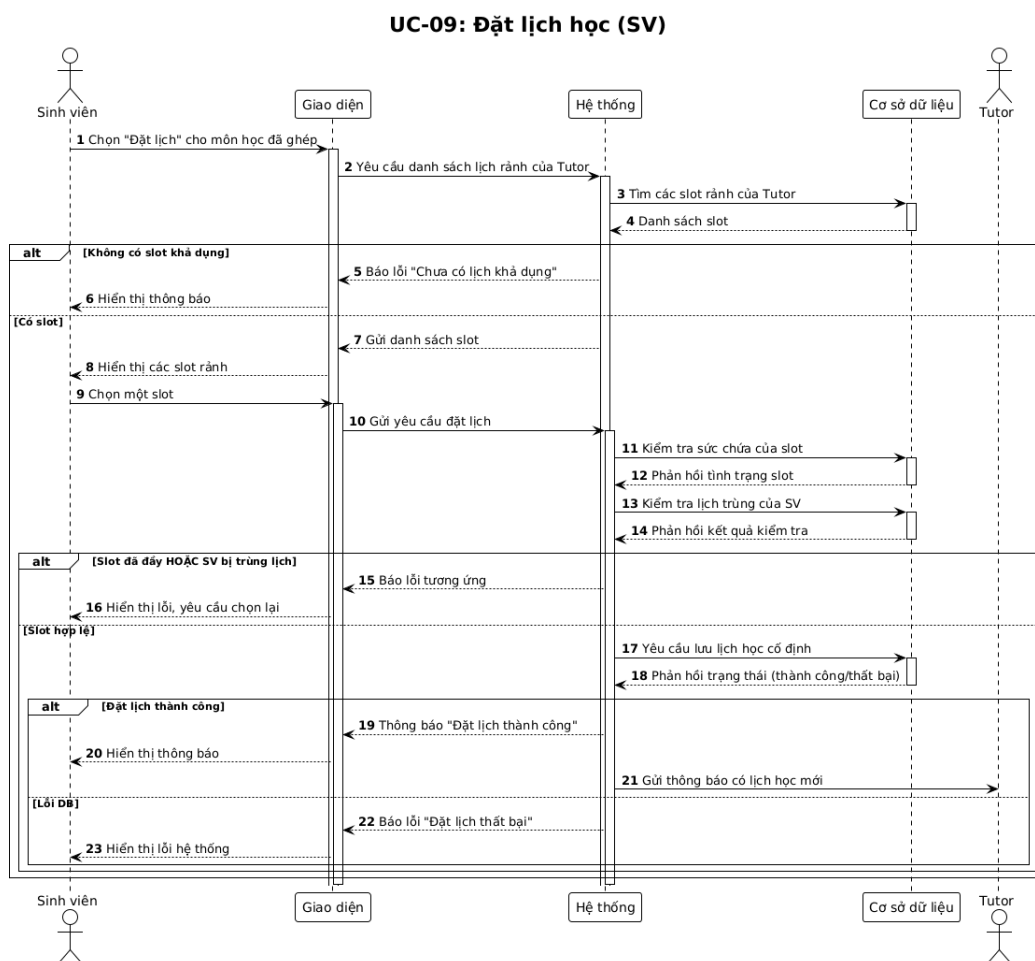 UC-09: Đặt lịch học (SV)
Sinh viên
Giao diện
Hệ thống
Cơ sở dữ liệu
Tutor
1 Chọn "Đặt lịch" cho môn học đã ghép
2 Yêu cầu danh sách lịch rảnh của Tutor
3 Tìm các slot rảnh của Tutor
4 Danh sách slot
alt [Không có slot khả dụng]
5 Báo lỗi "Chưa có lịch khả dụng"
6 Hiển thị thông báo
[Có slot]
7 Gửi danh sách slot
8 Hiển thị các slot rảnh
9 Chọn một slot
10 Gửi yêu cầu đặt lịch
11 Kiểm tra sức chứa của slot
12 Phản hồi tình trạng slot
13 Kiểm tra lịch trùng của SV
14 Phản hồi kết quả kiểm tra
alt [Slot đã đầy HOẶC SV bị trùng lịch]
15 Báo lỗi tương ứng
16 Hiển thị lỗi, yêu cầu chọn lại
[Slot hợp lệ]
17 Yêu cầu lưu lịch học cố định
18 Phản hồi trạng thái (thành công/thất bại)
alt [Đặt lịch thành công]
19 Thông báo "Đặt lịch thành công"
20 Hiển thị thông báo
21 Gửi thông báo có lịch học mới
[Lỗi DB]
22 Báo lỗi "Đặt lịch thất bại"
23 Hiển thị lỗi hệ thống
Sinh viên
Giao diện
Hệ thống
Cơ sở dữ liệu
Tutor